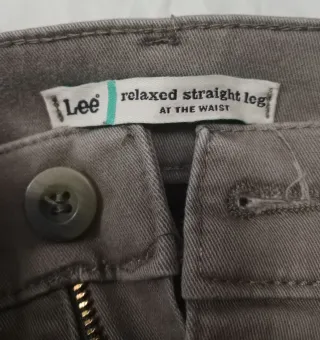 Lee®
relaxed straight leg
AT THE WAIST